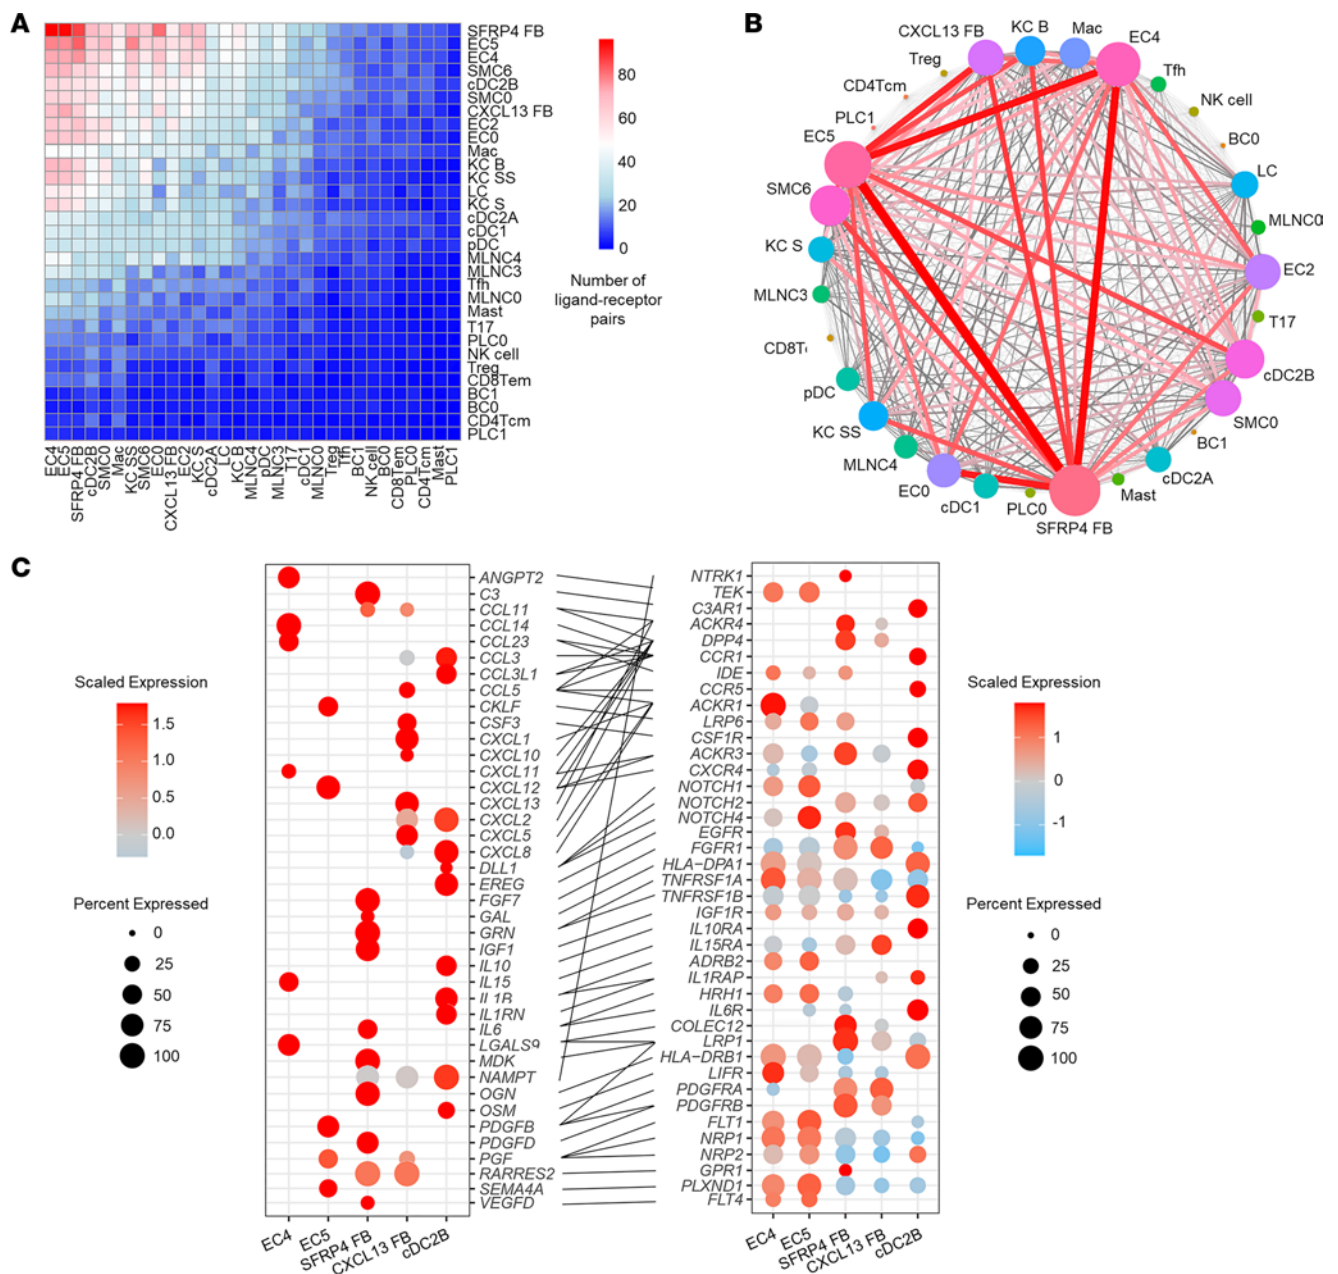 A
SFRP4 FB
EC5
EC4
SMC6
cDC2B
SMC0
CXCL13 FB
EC2
EC0
Mac
KC B
KC SS
LC
KC S
cDC2A
cDC1
pDC
MLNC4
MLNC3
Tfh
MLNC0
Mast
T17
PLC0
NK cell
Treg
CD8Tem
BC1
BC0
CD4Tcm
PLC1
EC4
EC5
SFRP4 FB
cDC2B
SMC0
Mac
KC SS
SMC6
EC0
CXCL13 FB
EC2
KC S
cDC2A
LC
KC B
MLNC4
pDC
MLNC3
T17
cDC1
MLNC0
Treg
Tfh
BC1
NK cell
BC0
CD8Tem
PLC0
CD4Tcm
Mast
PLC1
80
60
40
20
0
Number of
ligand-receptor
pairs
B
CXCL13 FB
KC B
Mac
EC4
Tfh
NK cell
BC0
LC
MLNC0
EC2
T17
cDC2B
SMC0
BC1
cDC2A
Mast
SFRP4 FB
PLC0
cDC1
EC0
MLNC4
KC SS
pDC
CD8T
MLNC3
KC S
SMC6
EC5
PLC1
CD4Tcm
Treg
C
Scaled Expression
1.5
1.0
0.5
0.0
Percent Expressed
0
25
50
75
100
ANGPT2
C3
CCL11
CCL14
CCL23
CCL3
CCL3L1
CCL5
CKLF
CSF3
CXCL1
CXCL10
CXCL11
CXCL12
CXCL13
CXCL2
CXCL5
CXCL8
DLL1
EREG
FGF7
GAL
GRN
IGF1
IL10
IL15
IL1B
IL1RN
IL6
LGALS9
MDK
NAMPT
OGN
OSM
PDGFB
PDGFD
PGF
RARRES2
SEMA4A
VEGFD
EC4
EC5
SFRP4 FB
CXCL13 FB
cDC2B
NTRK1
TEK
C3AR1
ACKR4
DPP4
CCR1
IDE
CCR5
ACKR1
LRP6
CSF1R
ACKR3
CXCR4
NOTCH1
NOTCH2
NOTCH4
EGFR
FGFR1
HLA-DPA1
TNFRSF1A
TNFRSF1B
IGF1R
IL10RA
IL15RA
ADRB2
IL1RAP
HRH1
IL6R
COLEC12
LRP1
HLA-DRB1
LIFR
PDGFRA
PDGFRB
FLT1
NRP1
NRP2
GPR1
PLXND1
FLT4
EC4
EC5
SFRP4 FB
CXCL13 FB
cDC2B
Scaled Expression
1
0
-1
Percent Expressed
0
25
50
75
100